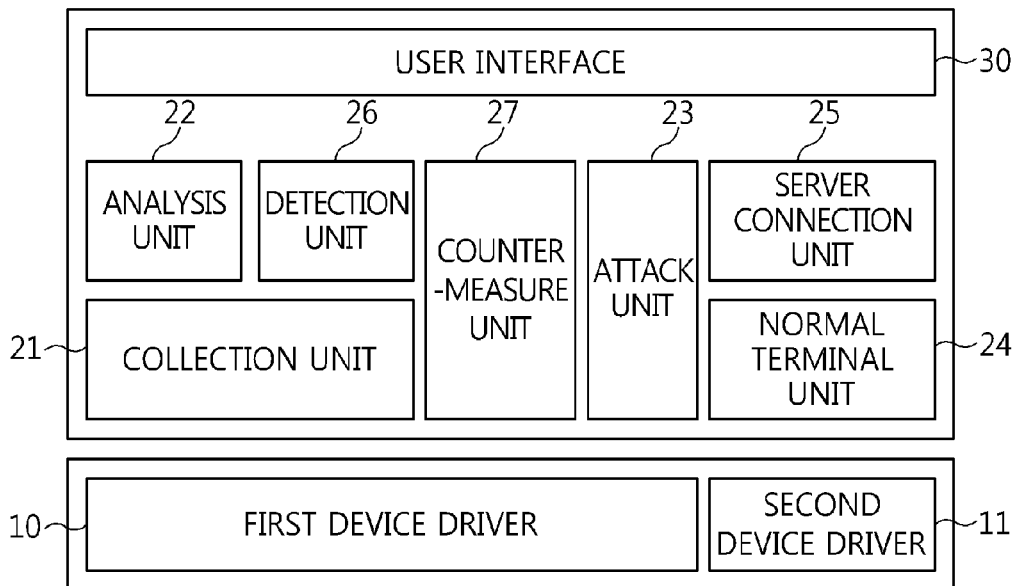 USER INTERFACE
30
22
26
27
23
25
ANALYSIS
UNIT
DETECTION
UNIT
COUNTER
-MEASURE
UNIT
ATTACK
UNIT
SERVER
CONNECTION
UNIT
21
COLLECTION UNIT
NORMAL
TERMINAL
UNIT
24
10
FIRST DEVICE DRIVER
SECOND
DEVICE DRIVER
11